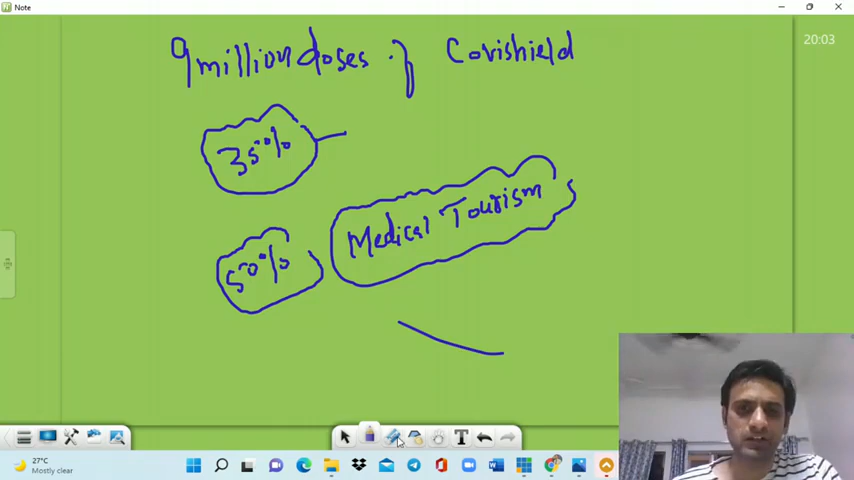 Note
20:03
9 million doses of Covishield
35%
Medical Tourism
50%
T
27°C
Mostly clear